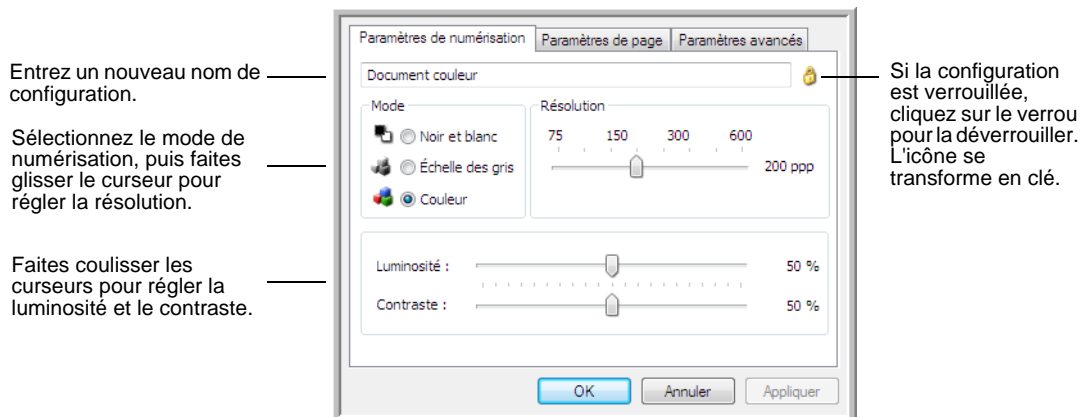 Paramètres de numérisation Paramètres de page Paramètres avancés
Entrez un nouveau nom de
configuration.
Document couleur
Si la configuration
est verrouillée,
cliquez sur le verrou
pour la déverrouiller.
L'icône se
transforme en clé.
Sélectionnez le mode de
numérisation, puis faites
glisser le curseur pour
régler la résolution.
Mode
Noir et blanc
Échelle des gris
Couleur
Résolution
75 150 300 600
200 ppp
Faites coulisser les
curseurs pour régler la
luminosité et le contraste.
Luminosité : 50 %
Contraste : 50 %
OK Annuler Appliquer